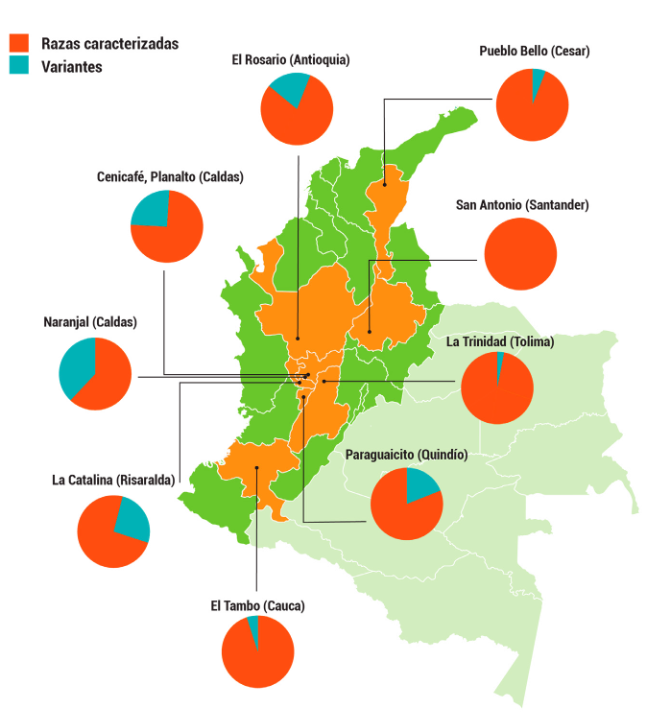 Razas caracterizadas
Variantes
El Rosario (Antioquia)
Pueblo Bello (Cesar)
Cenicafé, Planalto (Caldas)
San Antonio (Santander)
Naranjal (Caldas)
La Trinidad (Tolima)
Paraguaicito (Quindío)
La Catalina (Risaralda)
El Tambo (Cauca)